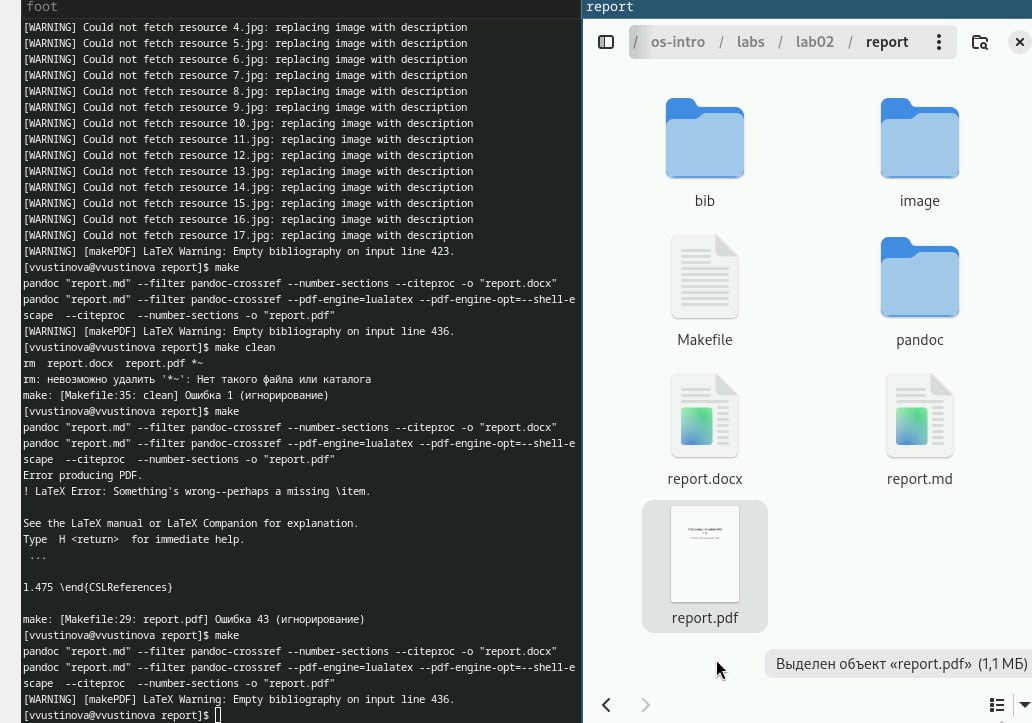 foot
[WARNING] Could not fetch resource 4.jpg: replacing image with description
[WARNING] Could not fetch resource 5.jpg: replacing image with description
[WARNING] Could not fetch resource 6.jpg: replacing image with description
[WARNING] Could not fetch resource 7.jpg: replacing image with description
[WARNING] Could not fetch resource 8.jpg: replacing image with description
[WARNING] Could not fetch resource 9.jpg: replacing image with description
[WARNING] Could not fetch resource 10.jpg: replacing image with description
[WARNING] Could not fetch resource 11.jpg: replacing image with description
[WARNING] Could not fetch resource 12.jpg: replacing image with description
[WARNING] Could not fetch resource 13.jpg: replacing image with description
[WARNING] Could not fetch resource 14.jpg: replacing image with description
[WARNING] Could not fetch resource 15.jpg: replacing image with description
[WARNING] Could not fetch resource 16.jpg: replacing image with description
[WARNING] Could not fetch resource 17.jpg: replacing image with description
[WARNING] [makePDF] LaTeX Warning: Empty bibliography on input line 423.
[vvustinova@vvustinova report]$ make
pandoc "report.md" --filter pandoc-crossref --number-sections --citeproc -o "report.docx"
pandoc "report.md" --filter pandoc-crossref --pdf-engine=lualatex --pdf-engine-opt=--shell-e
scape  --citeproc  --number-sections -o "report.pdf"
[WARNING] [makePDF] LaTeX Warning: Empty bibliography on input line 436.
[vvustinova@vvustinova report]$ make clean
rm  report.docx  report.pdf *~
rm: невозможно удалить '*~': Нет такого файла или каталога
make: [Makefile:35: clean] Ошибка 1 (игнорирование)
[vvustinova@vvustinova report]$ make
pandoc "report.md" --filter pandoc-crossref --number-sections --citeproc -o "report.docx"
pandoc "report.md" --filter pandoc-crossref --pdf-engine=lualatex --pdf-engine-opt=--shell-e
scape  --citeproc  --number-sections -o "report.pdf"
Error producing PDF.
! LaTeX Error: Something's wrong--perhaps a missing \item.

See the LaTeX manual or LaTeX Companion for explanation.
Type  H <return>  for immediate help.
 ...

l.475 \end{CSLReferences}

make: [Makefile:29: report.pdf] Ошибка 43 (игнорирование)
[vvustinova@vvustinova report]$ make
pandoc "report.md" --filter pandoc-crossref --number-sections --citeproc -o "report.docx"
pandoc "report.md" --filter pandoc-crossref --pdf-engine=lualatex --pdf-engine-opt=--shell-e
scape  --citeproc  --number-sections -o "report.pdf"
[WARNING] [makePDF] LaTeX Warning: Empty bibliography on input line 436.
[vvustinova@vvustinova report]$
report
/ os-intro / labs / lab02 / report
bib
image
Makefile
pandoc
report.docx
report.md
report.pdf
Выделен объект «report.pdf» (1,1 МБ)